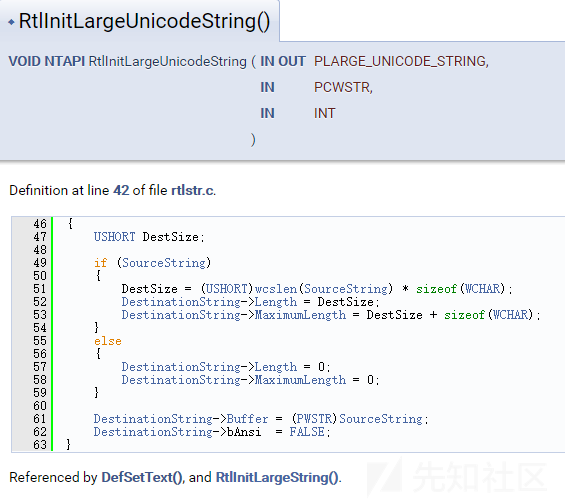 RtlInitLargeUnicodeString()
VOID NTAPI RtlInitLargeUnicodeString ( IN OUT PLARGE_UNICODE_STRING,
IN PCWSTR,
IN INT
)
Definition at line 42 of file rtlstr.c.
46 {
47 USHORT DestSize;
48
49 if (SourceString)
50 {
51 DestSize = (USHORT)wcslen(SourceString) * sizeof(WCHAR);
52 DestinationString->Length = DestSize;
53 DestinationString->MaximumLength = DestSize + sizeof(WCHAR);
54 }
55 else
56 {
57 DestinationString->Length = 0;
58 DestinationString->MaximumLength = 0;
59 }
60
61 DestinationString->Buffer = (PWSTR)SourceString;
62 DestinationString->bAnsi = FALSE;
63 }
Referenced by DefSetText(), and RtlInitLargeString().
先知社区